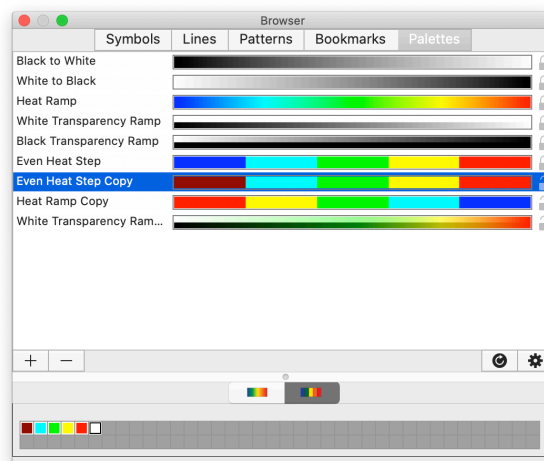 Browser
Symbols Lines Patterns Bookmarks Palettes
Black to White
White to Black
Heat Ramp
White Transparency Ramp
Black Transparency Ramp
Even Heat Step
Even Heat Step Copy
Heat Ramp Copy
White Transparency Ram...